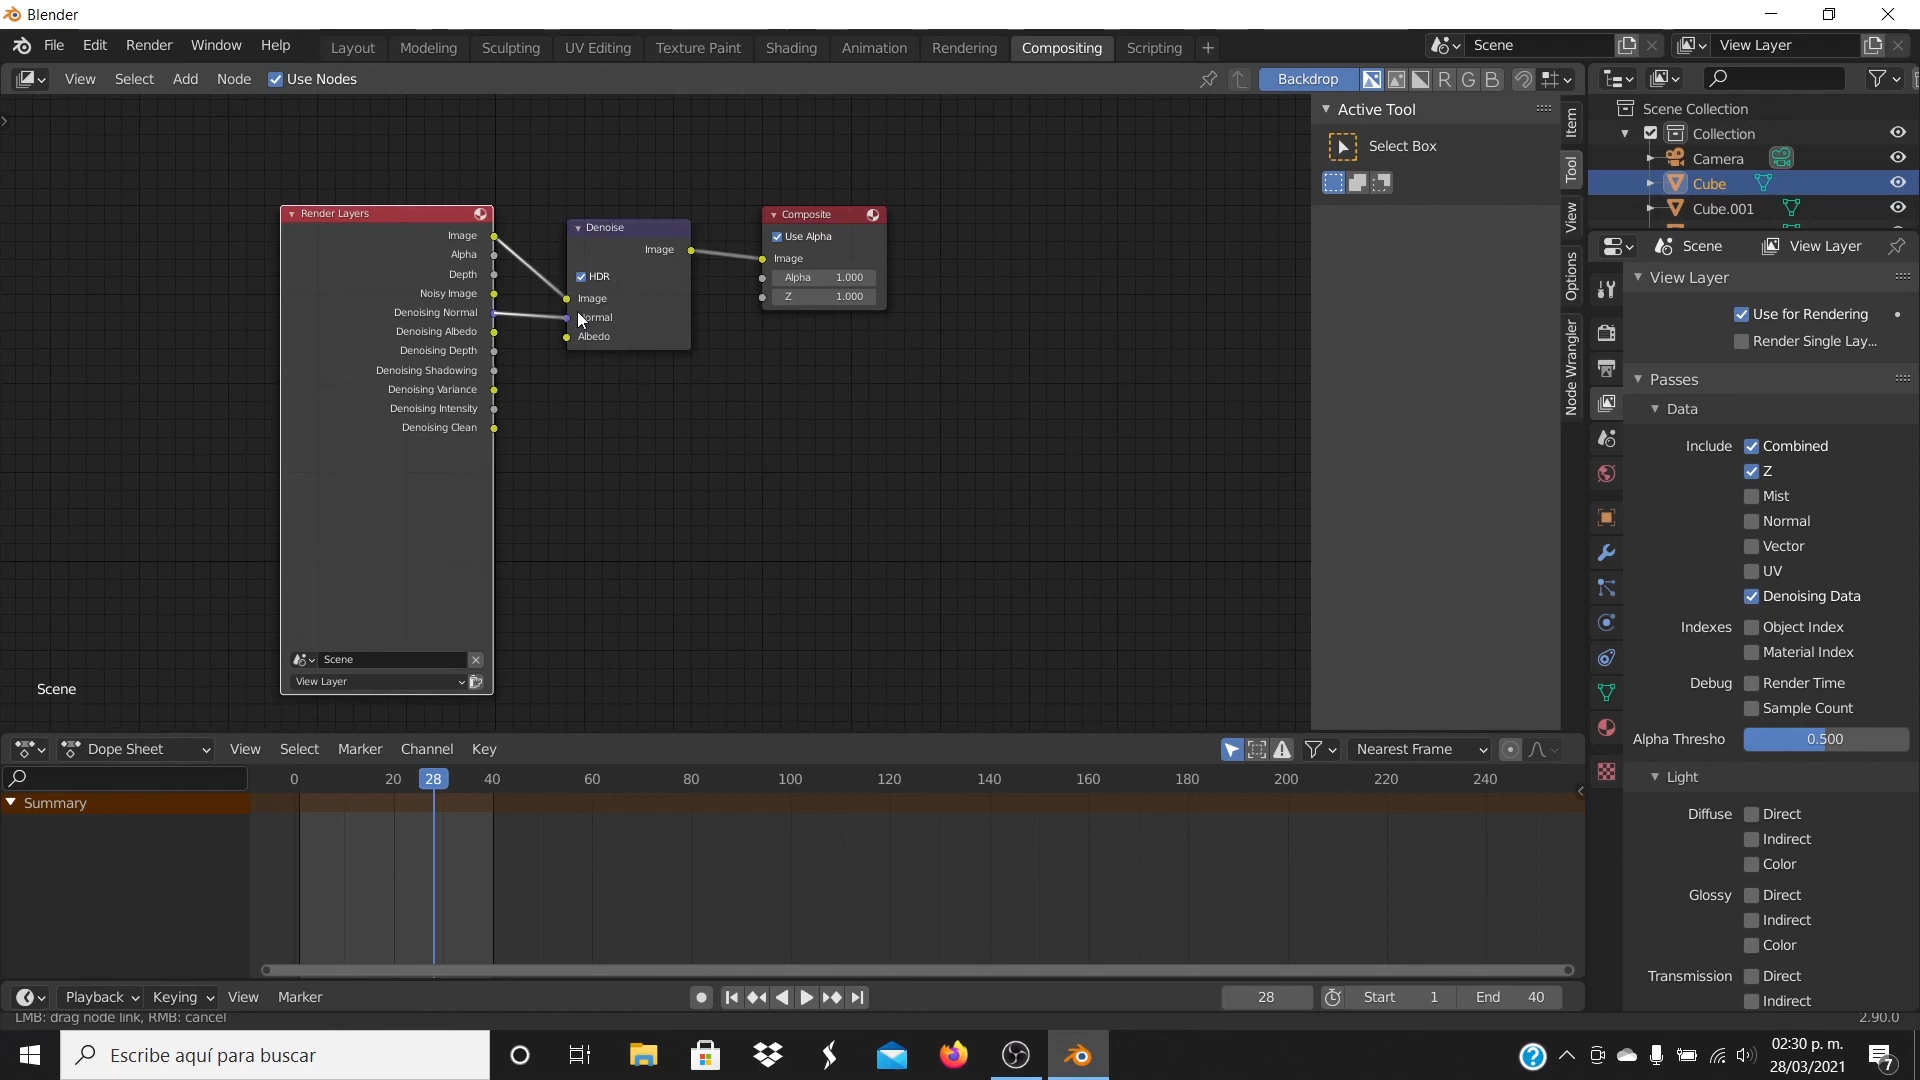 Blender
File Edit Render Window Help Layout Modeling Sculpting UV Editing Texture Paint Shading Animation Rendering Compositing Scripting + Scene View Layer
View Select Add Node Use Nodes Backdrop R G B
Active Tool
Select Box
Item
Tool
View
Options
Node Wrangler
Scene Collection
Collection
Camera
Cube
Cube.001
Render Layers
Image
Alpha
Depth
Noisy Image
Denoising Normal
Denoising Albedo
Denoising Depth
Denoising Shadowing
Denoising Variance
Denoising Intensity
Denoising Clean
Scene
View Layer
Denoise
Image
HDR
Image
Albedo
Composite
Use Alpha
Image
Alpha 1.000
Z 1.000
Scene
Scene View Layer
View Layer
Use for Rendering
Render Single Lay...
Passes
Data
Include Combined
Z
Mist
Normal
Vector
UV
Denoising Data
Indexes Object Index
Material Index
Debug Render Time
Sample Count
Alpha Thresho 0.500
Light
Diffuse Direct
Indirect
Color
Glossy Direct
Indirect
Color
Transmission Direct
Indirect
Dope Sheet View Select Marker Channel Key Nearest Frame
0 20 28 40 60 80 100 120 140 160 180 200 220 240
Summary
Playback Keying View Marker 28 Start 1 End 40
LMB: drag node link, RMB: cancel 2.90.0
Escribe aquí para buscar
02:30 p. m.
28/03/2021
7